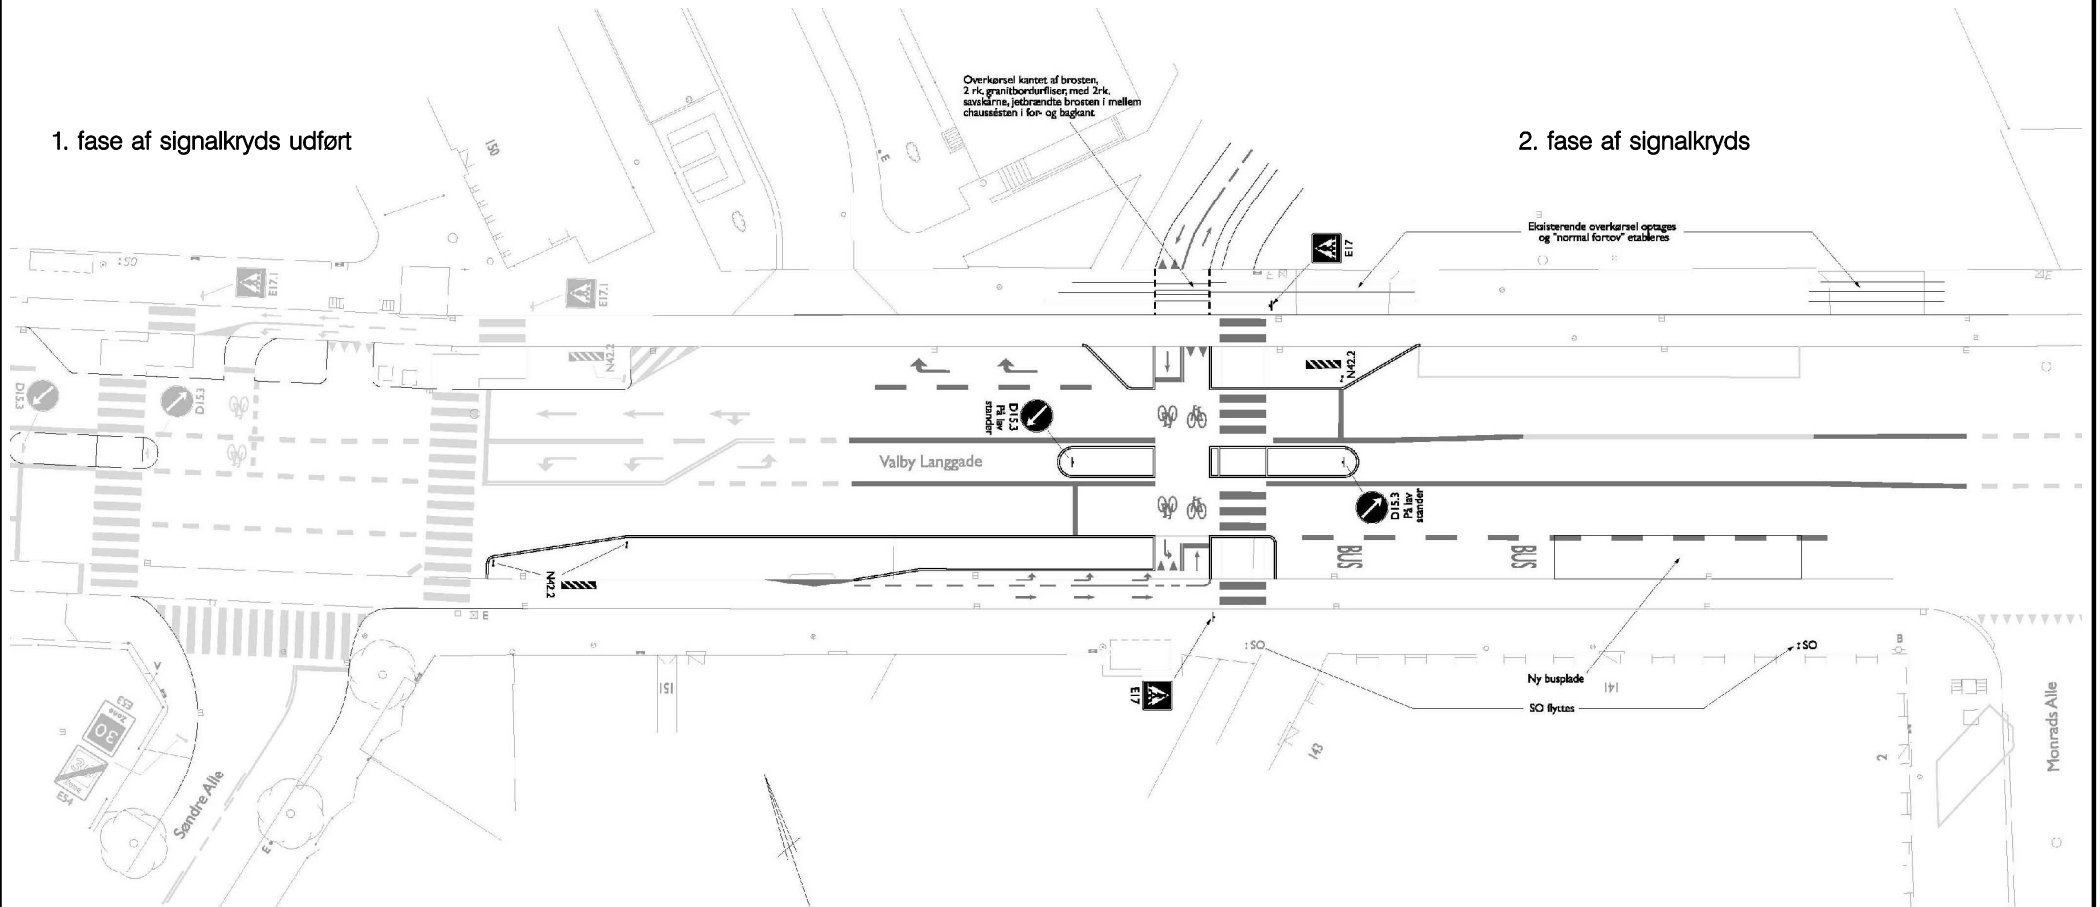 1. fase af signalkryds udført
2. fase af signalkryds
Overkørsel kantet af brosten,
2 rk. granitbordurfliser, med 2rk.
savskårne, jetbrændte brosten i mellem
chaussésten i for- og bagkant
Eksisterende overkørsel optages
og "normal fortov" etableres
150
E
E17
:SO
E17.1
E17.1
E
E
N42.2
N42.2
D15.3
D15.3
D15.3
På lav
stander
Valby Langgade
D15.3
På lav
stander
BUS
BUS
N42.2
E
:SO
:SO
B
Ny busplade
SO flyttes
E17
151
141
143
2
V
E53
30
Zone
E54
Søndre Alle
E
Monrads Alle